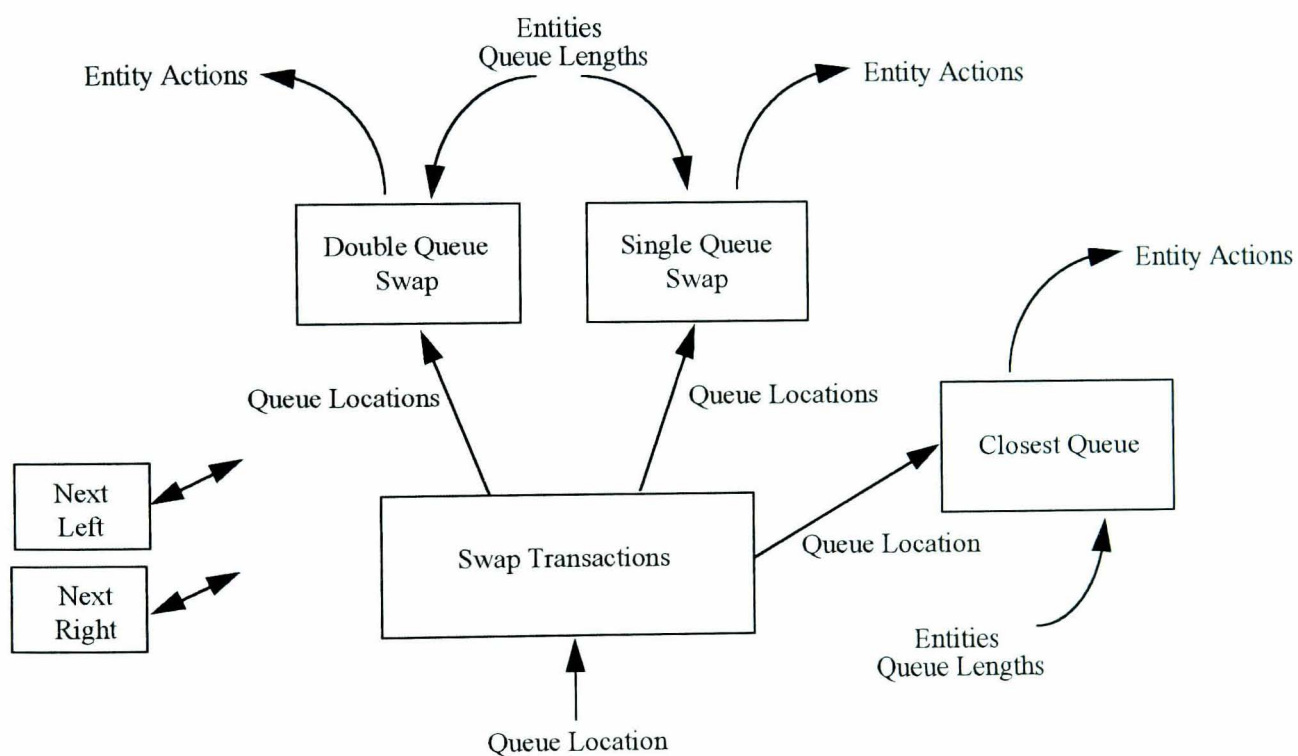 Entities
Queue Lengths
Entity Actions
Entity Actions
Double Queue
Swap
Single Queue
Swap
Entity Actions
Queue Locations
Queue Locations
Closest Queue
Next
Left
Swap Transactions
Queue Location
Next
Right
Entities
Queue Lengths
Queue Location